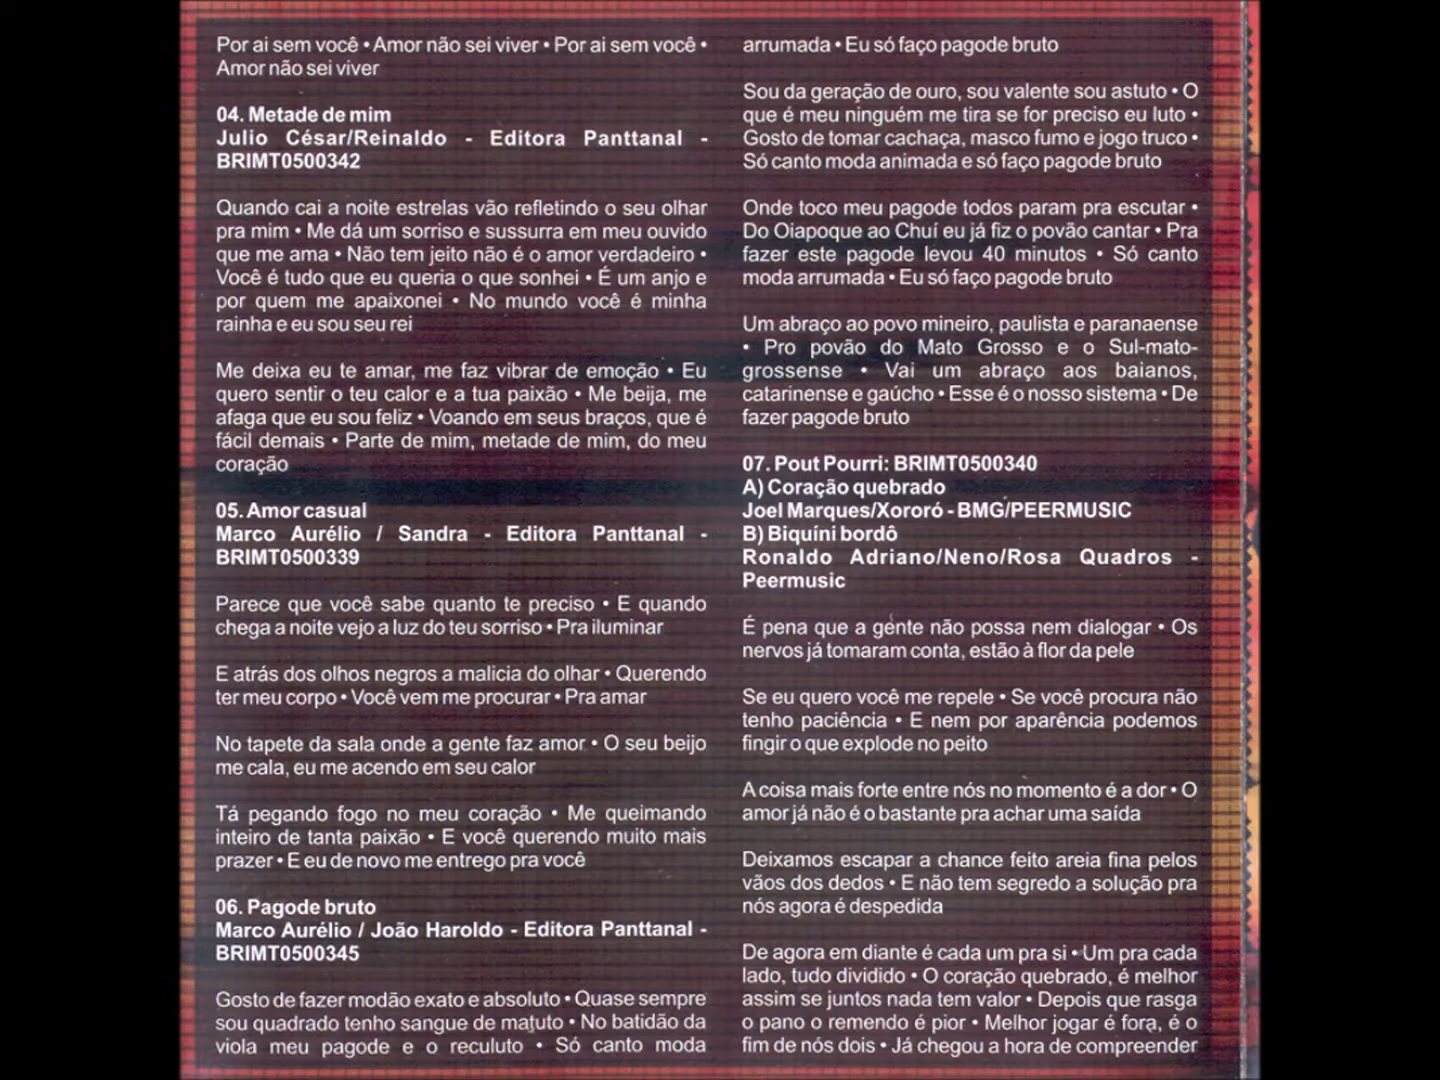 Por ai sem você • Amor não sei viver • Por ai sem você •
Amor não sei viver
04. Metade de mim
Julio César/Reinaldo - Editora Panttanal -
BRIMT0500342
Quando cai a noite estrelas vão refletindo o seu olhar
pra mim • Me dá um sorriso e sussurra em meu ouvido
que me ama • Não tem jeito não é o amor verdadeiro •
Você é tudo que eu queria o que sonhei • É um anjo e
por quem me apaixonei • No mundo você é minha
rainha e eu sou seu rei
Me deixa eu te amar, me faz vibrar de emoção • Eu
quero sentir o teu calor e a tua paixão • Me beija, me
afaga que eu sou feliz • Voando em seus braços, que é
fácil demais • Parte de mim, metade de mim, do meu
coração
05. Amor casual
Marco Aurélio / Sandra - Editora Panttanal -
BRIMT0500339
Parece que você sabe quanto te preciso • E quando
chega a noite vejo a luz do teu sorriso • Pra iluminar
E atrás dos olhos negros a malicia do olhar • Querendo
ter meu corpo • Você vem me procurar • Pra amar
No tapete da sala onde a gente faz amor • O seu beijo
me cala, eu me acendo em seu calor
Tá pegando fogo no meu coração • Me queimando
inteiro de tanta paixão • E você querendo muito mais
prazer • E eu de novo me entrego pra você
06. Pagode bruto
Marco Aurélio / João Haroldo - Editora Panttanal -
BRIMT0500345
Gosto de fazer modão exato e absoluto • Quase sempre
sou quadrado tenho sangue de matuto • No batidão da
viola meu pagode e o reculuto • Só canto moda
arrumada • Eu só faço pagode bruto
Sou da geração de ouro, sou valente sou astuto • O
que é meu ninguém me tira se for preciso eu luto •
Gosto de tomar cachaça, masco fumo e jogo truco •
Só canto moda animada e só faço pagode bruto
Onde toco meu pagode todos param pra escutar •
Do Oiapoque ao Chuí eu já fiz o povão cantar • Pra
fazer este pagode levou 40 minutos • Só canto
moda arrumada • Eu só faço pagode bruto
Um abraço ao povo mineiro, paulista e paranaense
• Pro povão do Mato Grosso e o Sul-mato-
grossense • Vai um abraço aos baianos,
catarinense e gaúcho • Esse é o nosso sistema • De
fazer pagode bruto
07. Pout Pourri: BRIMT0500340
A) Coração quebrado
Joel Marques/Xororó - BMG/PEERMUSIC
B) Biquíni bordô
Ronaldo Adriano/Neno/Rosa Quadros -
Peermusic
É pena que a gente não possa nem dialogar • Os
nervos já tomaram conta, estão à flor da pele
Se eu quero você me repele • Se você procura não
tenho paciência • E nem por aparência podemos
fingir o que explode no peito
A coisa mais forte entre nós no momento é a dor • O
amor já não é o bastante pra achar uma saída
Deixamos escapar a chance feito areia fina pelos
vãos dos dedos • E não tem segredo a solução pra
nós agora é despedida
De agora em diante é cada um pra si • Um pra cada
lado, tudo dividido • O coração quebrado, é melhor
assim se juntos nada tem valor • Depois que rasga
o pano o remendo é pior • Melhor jogar é fora, é o
fim de nós dois • Já chegou a hora de compreender